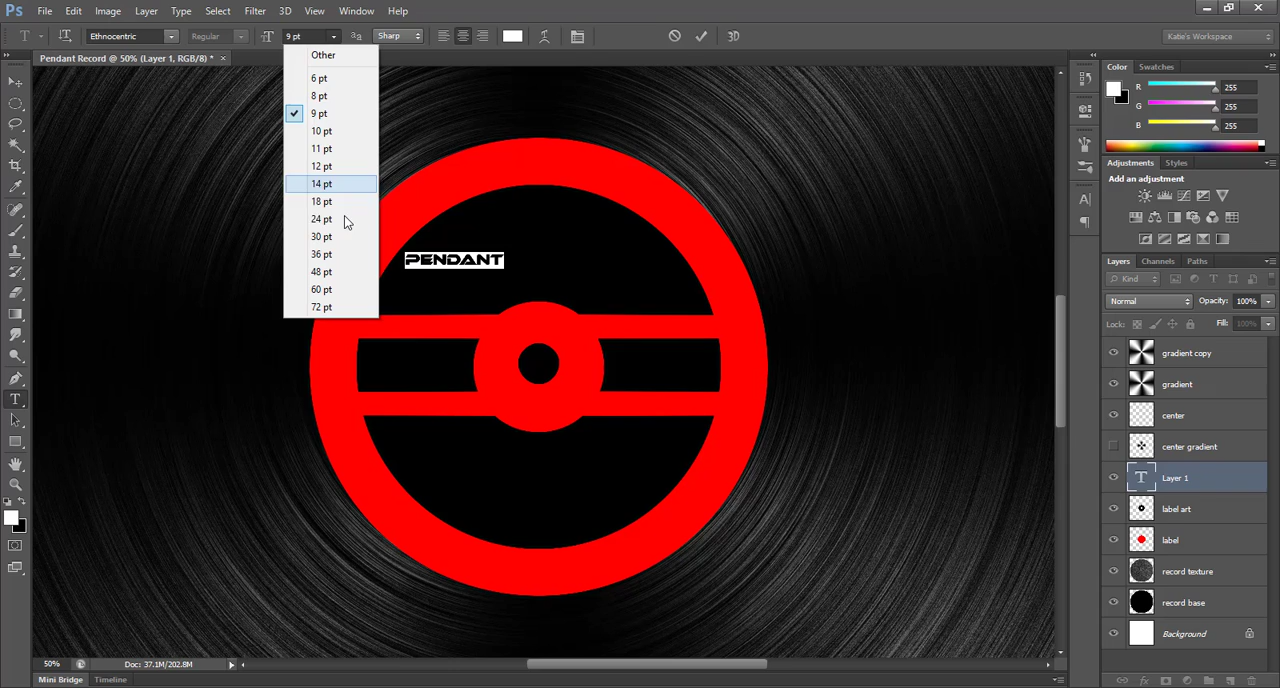 Ps File Edit Image Layer Type Select Filter 3D View Window Help
T Ethnocentric Regular 9 pt Sharp 3D Katie's Workspace
Pendant Record @ 50% (Layer 1, RGB/8) * ×
Other
6 pt
8 pt
9 pt
10 pt
11 pt
12 pt
14 pt
18 pt
24 pt
30 pt
36 pt
48 pt
60 pt
72 pt
PENDANT
Color Swatches
R 255
G 255
B 255
Adjustments Styles
Add an adjustment
Layers Channels Paths
Kind
Normal Opacity: 100%
Lock: Fill: 100%
gradient copy
gradient
center
center gradient
Layer 1
label art
label
record texture
record base
Background
50% Doc: 37.1M/202.8M
Mini Bridge Timeline